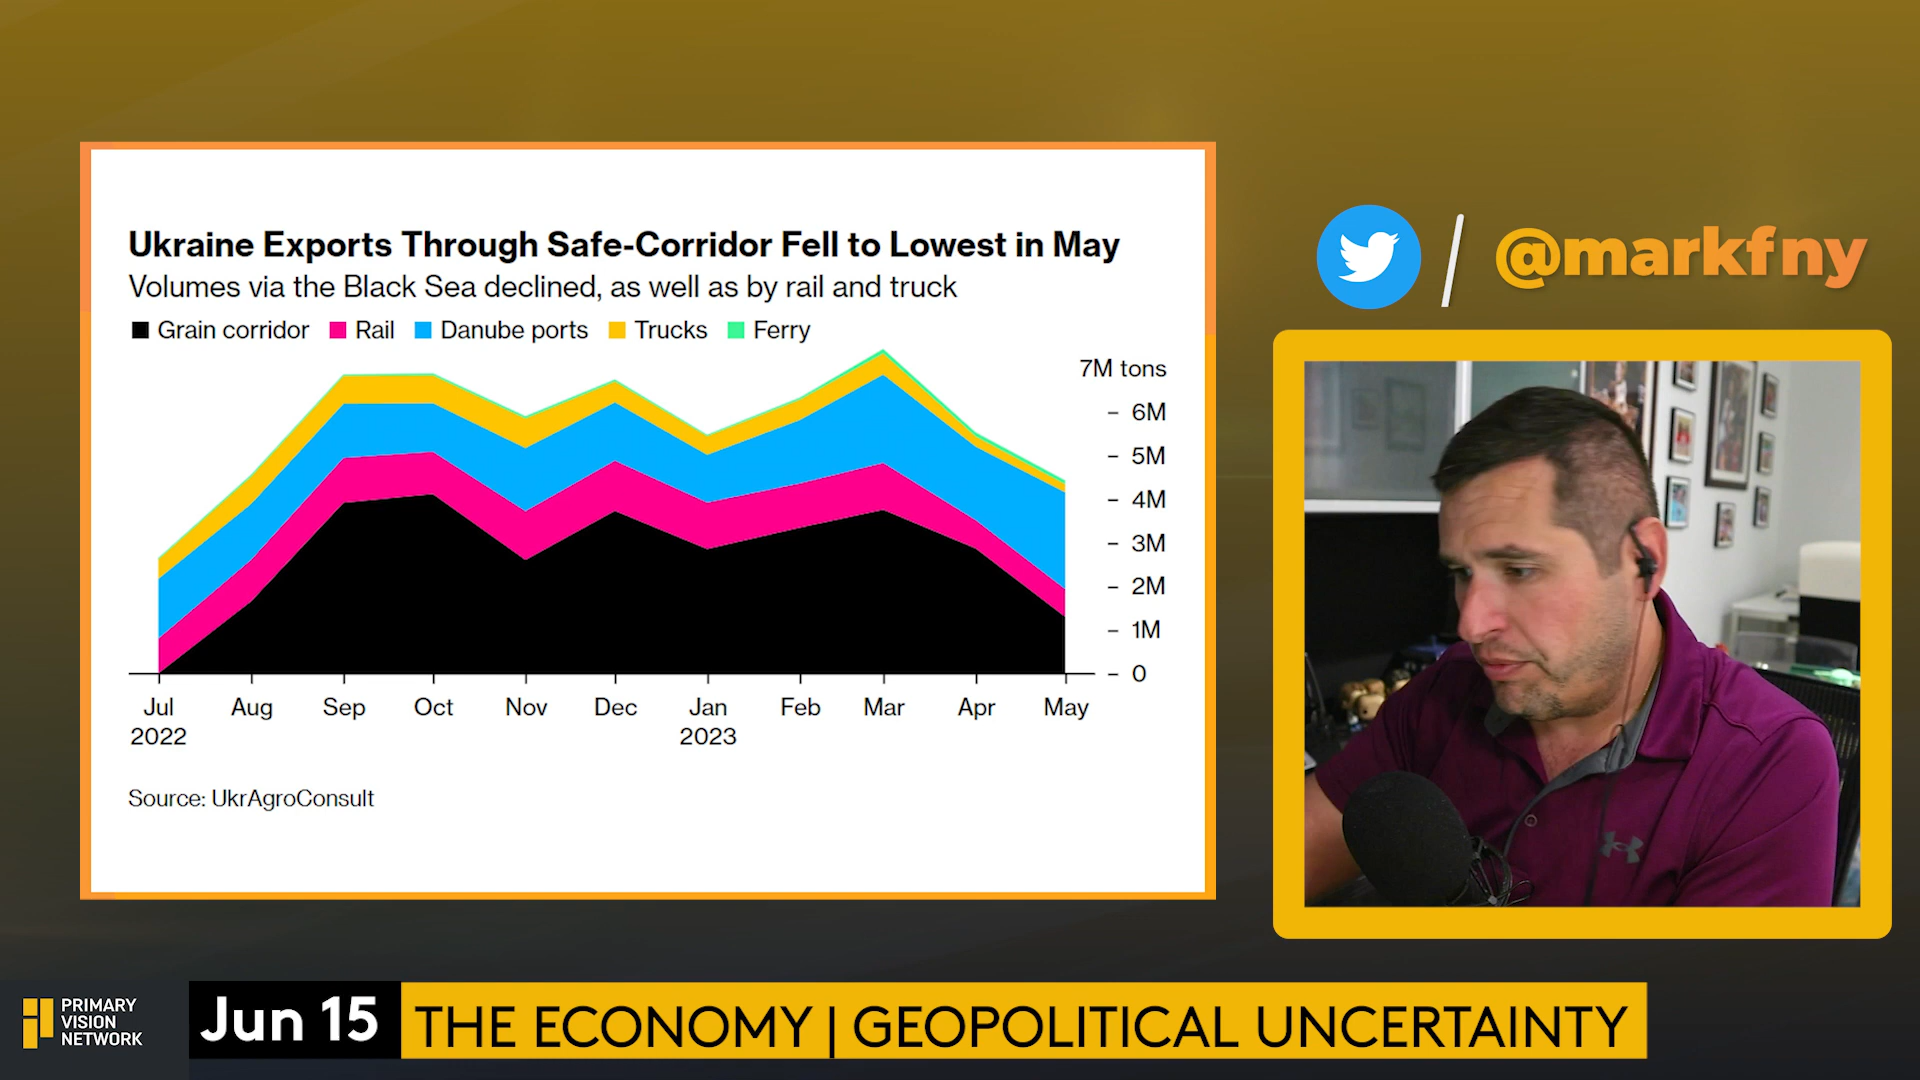 Ukraine Exports Through Safe-Corridor Fell to Lowest in May
Volumes via the Black Sea declined, as well as by rail and truck
Grain corridor Rail Danube ports Trucks Ferry
7M tons
6M
5M
4M
3M
2M
1M
0
Jul Aug Sep Oct Nov Dec Jan Feb Mar Apr May
2022 2023
Source: UkrAgroConsult
/ @markfny
PRIMARY
VISION
NETWORK
Jun 15
THE ECONOMY | GEOPOLITICAL UNCERTAINTY